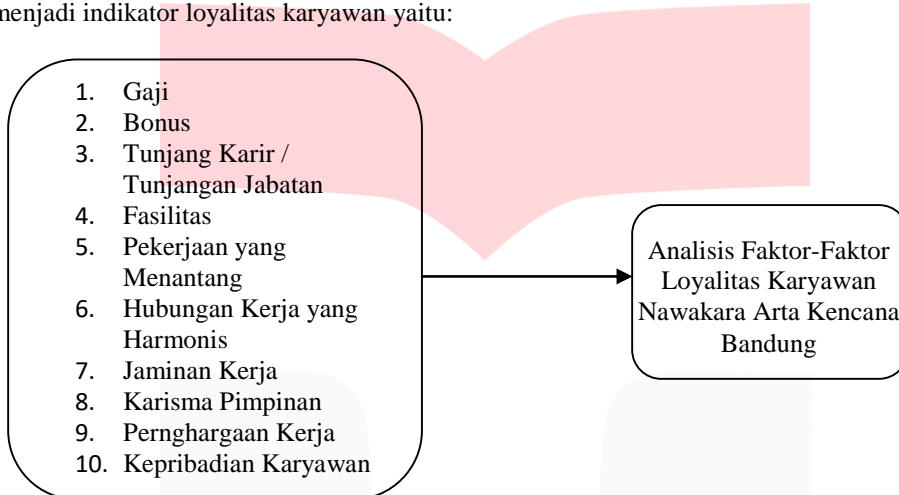 menjadi indikator loyalitas karyawan yaitu:
1. Gaji
2. Bonus
3. Tunjang Karir /
Tunjangan Jabatan
4. Fasilitas
5. Pekerjaan yang
Menantang
6. Hubungan Kerja yang
Harmonis
7. Jaminan Kerja
8. Karisma Pimpinan
9. Pernghargaan Kerja
10. Kepribadian Karyawan
Analisis Faktor-Faktor
Loyalitas Karyawan
Nawakara Arta Kencana
Bandung